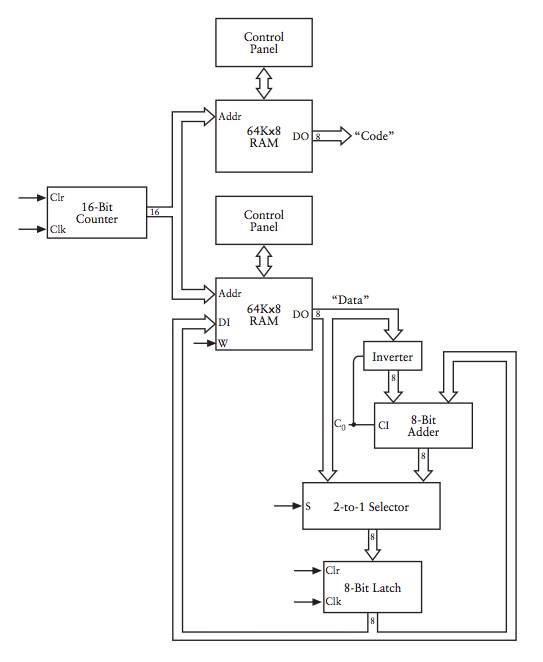 Control
Panel
Addr
64Kx8
RAM
DO
8
“Code”
Clr
16-Bit
Counter
Clk
16
Control
Panel
Addr
64Kx8
RAM
DO
8
“Data”
DI
W
Inverter
8
C0
CI
8-Bit
Adder
8
S
2-to-1 Selector
8
Clr
8-Bit Latch
Clk
8